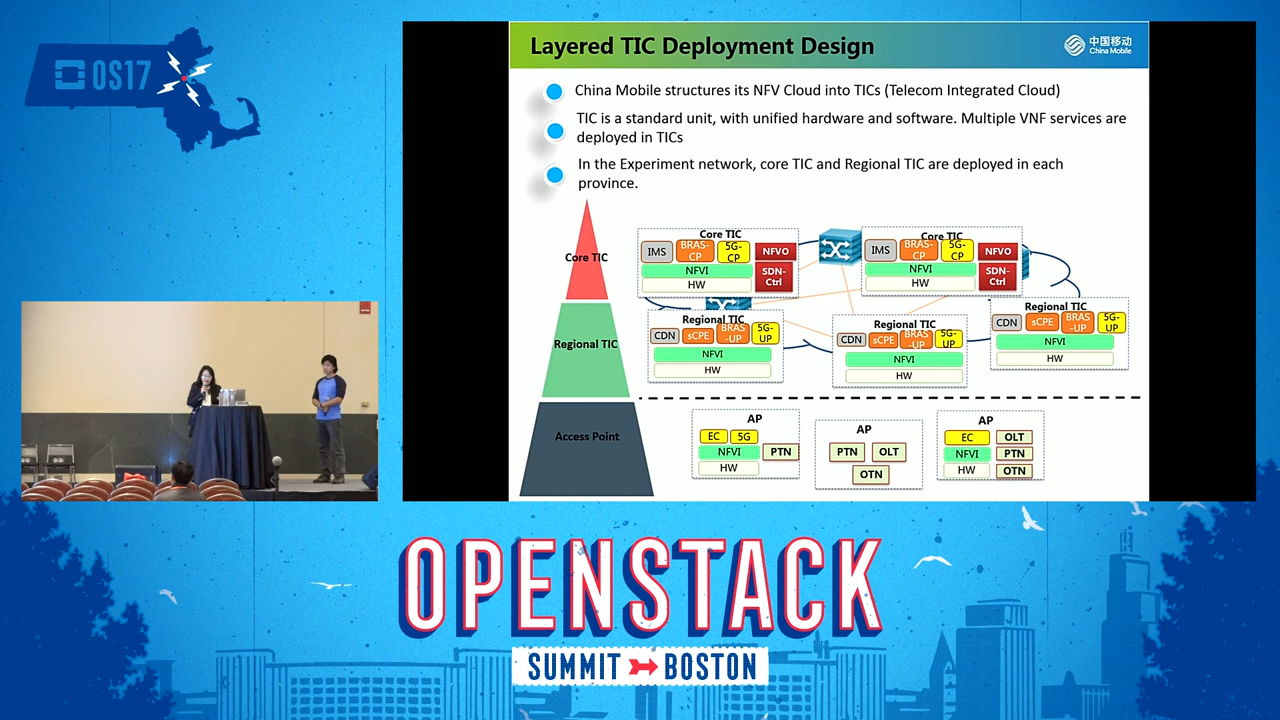 OS17
Layered TIC Deployment Design
中国移动
China Mobile
China Mobile structures its NFV Cloud into TICs (Telecom Integrated Cloud)
TIC is a standard unit, with unified hardware and software. Multiple VNF services are
deployed in TICs
In the Experiment network, core TIC and Regional TIC are deployed in each
province.
Core TIC
Regional TIC
Access Point
Core TIC
IMS
BRAS-
CP
5G-
CP
NFVO
NFVI
SDN-
Ctrl
HW
Core TIC
IMS
BRAS-
CP
5G-
CP
NFVO
NFVI
SDN-
Ctrl
HW
Regional TIC
CDN
sCPE
BRAS
-UP
5G-
UP
NFVI
HW
Regional TIC
CDN
sCPE
BRAS
-UP
5G-
UP
NFVI
HW
Regional TIC
CDN
sCPE
BRAS
-UP
5G-
UP
NFVI
HW
AP
EC
5G
NFVI
PTN
HW
AP
PTN
OLT
OTN
AP
EC
OLT
NFVI
PTN
HW
OTN
OPENSTACK
SUMMIT BOSTON